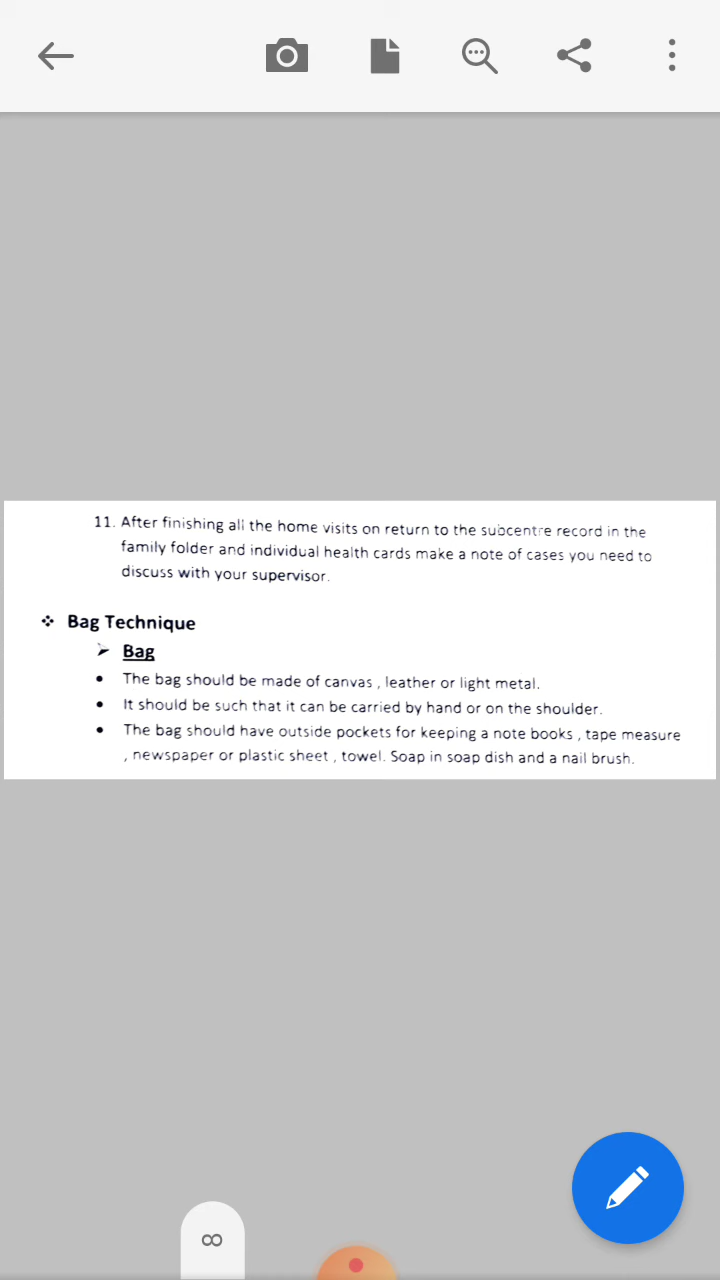 11. After finishing all the home visits on return to the subcentre record in the
family folder and individual health cards make a note of cases you need to
discuss with your supervisor.
❖ Bag Technique
➢ Bag
• The bag should be made of canvas , leather or light metal.
• It should be such that it can be carried by hand or on the shoulder.
• The bag should have outside pockets for keeping a note books , tape measure
, newspaper or plastic sheet , towel. Soap in soap dish and a nail brush.
8